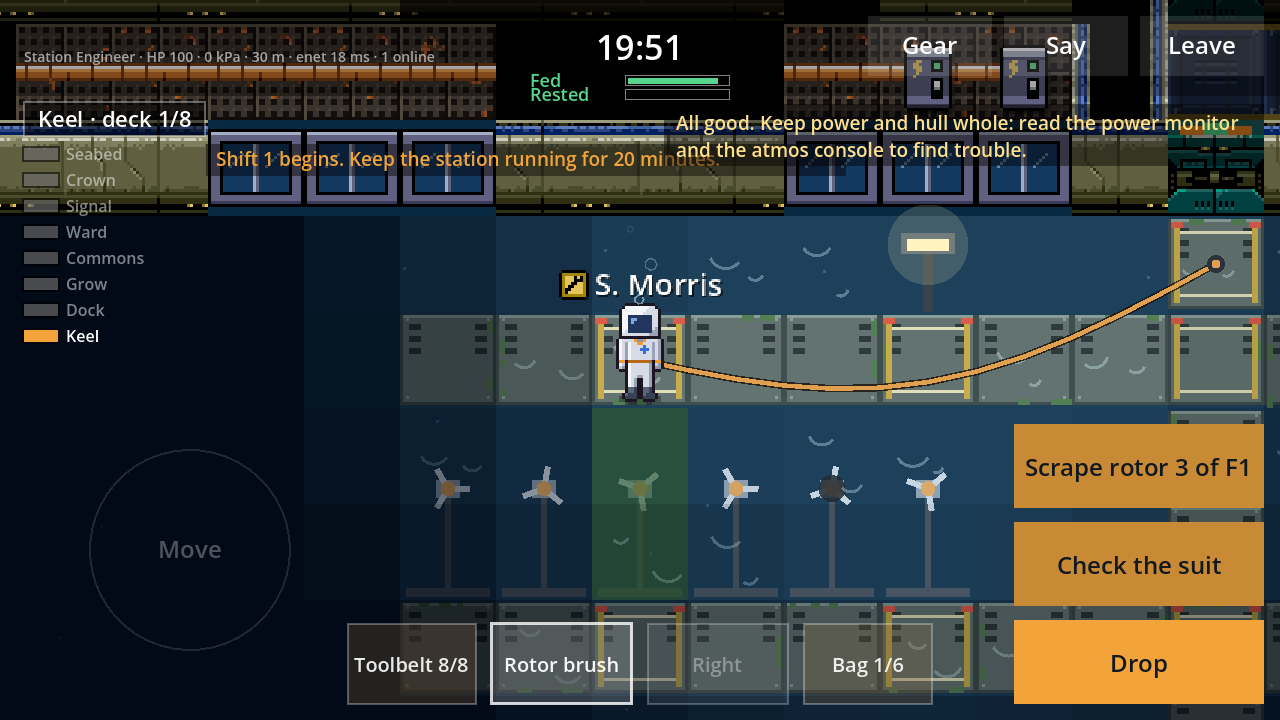 Station Engineer · HP 100 · 0 kPa · 30 m · enet 18 ms · 1 online
19:51
Gear
Say
Leave
Fed
Rested
Keel · deck 1/8
All good. Keep power and hull whole: read the power monitor
and the atmos console to find trouble.
Shift 1 begins. Keep the station running for 20 minutes.
Seabed
Crown
Signal
Ward
Commons
Grow
Dock
Keel
S. Morris
Move
Scrape rotor 3 of F1
Check the suit
Drop
Toolbelt 8/8
Rotor brush
Right
Bag 1/6